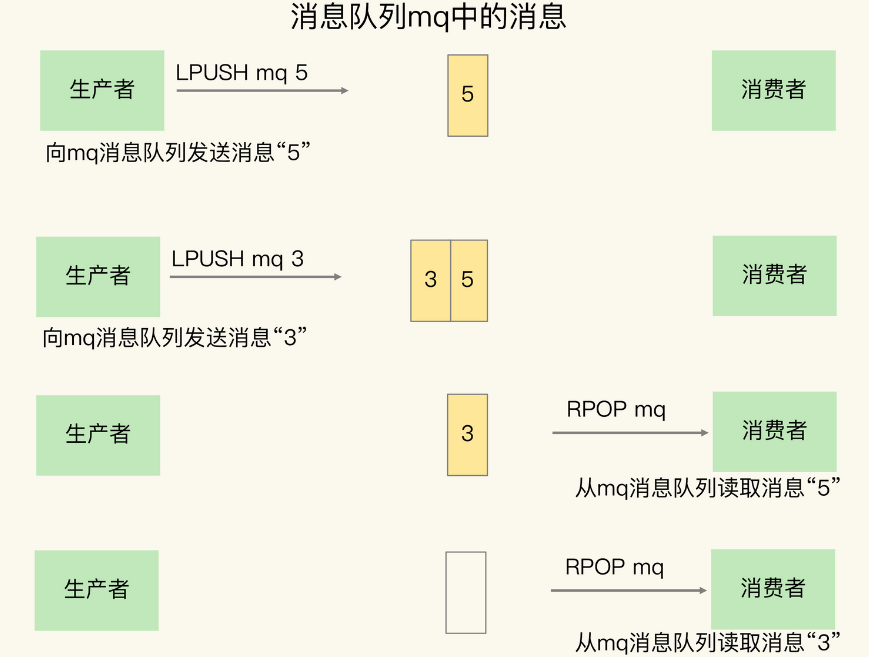 消息队列mq中的消息
生产者
LPUSH mq 5
5
消费者
向mq消息队列发送消息“5”
生产者
LPUSH mq 3
3
5
消费者
向mq消息队列发送消息“3”
生产者
3
RPOP mq
消费者
从mq消息队列读取消息“5”
生产者
RPOP mq
消费者
从mq消息队列读取消息“3”